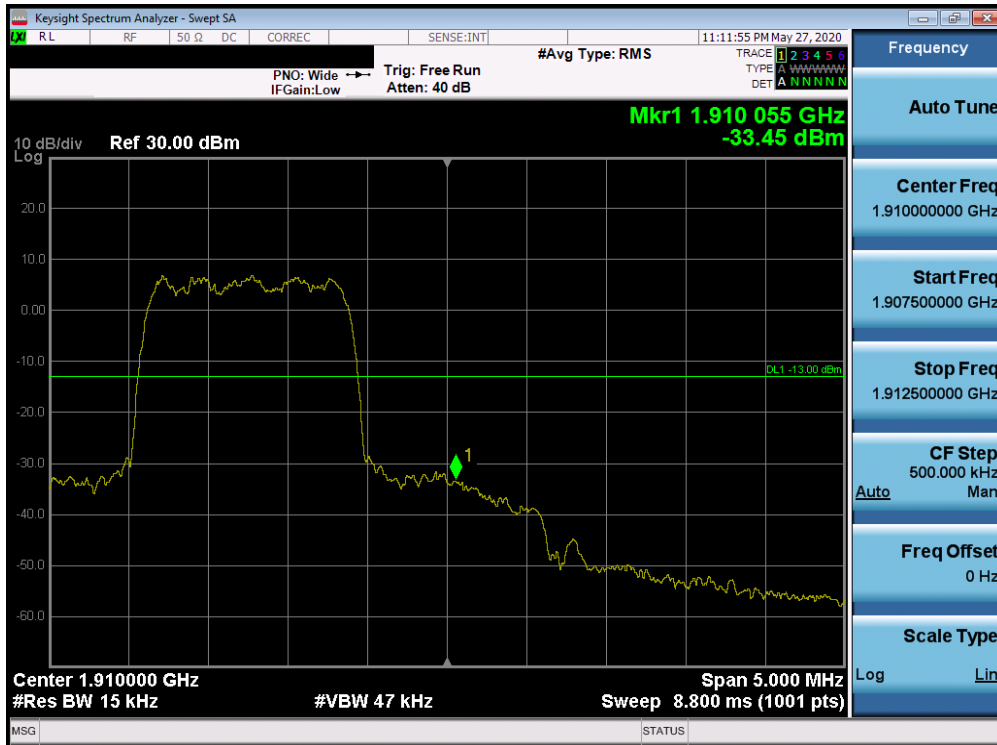 Keysight Spectrum Analyzer - Swept SA
LXI RL RF 50 Ω DC CORREC SENSE:INT 11:11:55 PM May 27, 2020
PNO: Wide Trig: Free Run #Avg Type: RMS TRACE 1 2 3 4 5 6
IFGain:Low Atten: 40 dB TYPE A WWWWW
DET A N N N N N
Mkr1 1.910 055 GHz
-33.45 dBm
10 dB/div Ref 30.00 dBm
Log
20.0
10.0
0.00
-10.0
DL1 -13.00 dBm
-20.0
-30.0
1
-40.0
-50.0
-60.0
Center 1.910000 GHz Span 5.000 MHz
#Res BW 15 kHz #VBW 47 kHz Sweep 8.800 ms (1001 pts)
MSG STATUS
Frequency
Auto Tune
Center Freq
1.910000000 GHz
Start Freq
1.907500000 GHz
Stop Freq
1.912500000 GHz
CF Step
500.000 kHz
Auto Man
Freq Offset
0 Hz
Scale Type
Log Lin